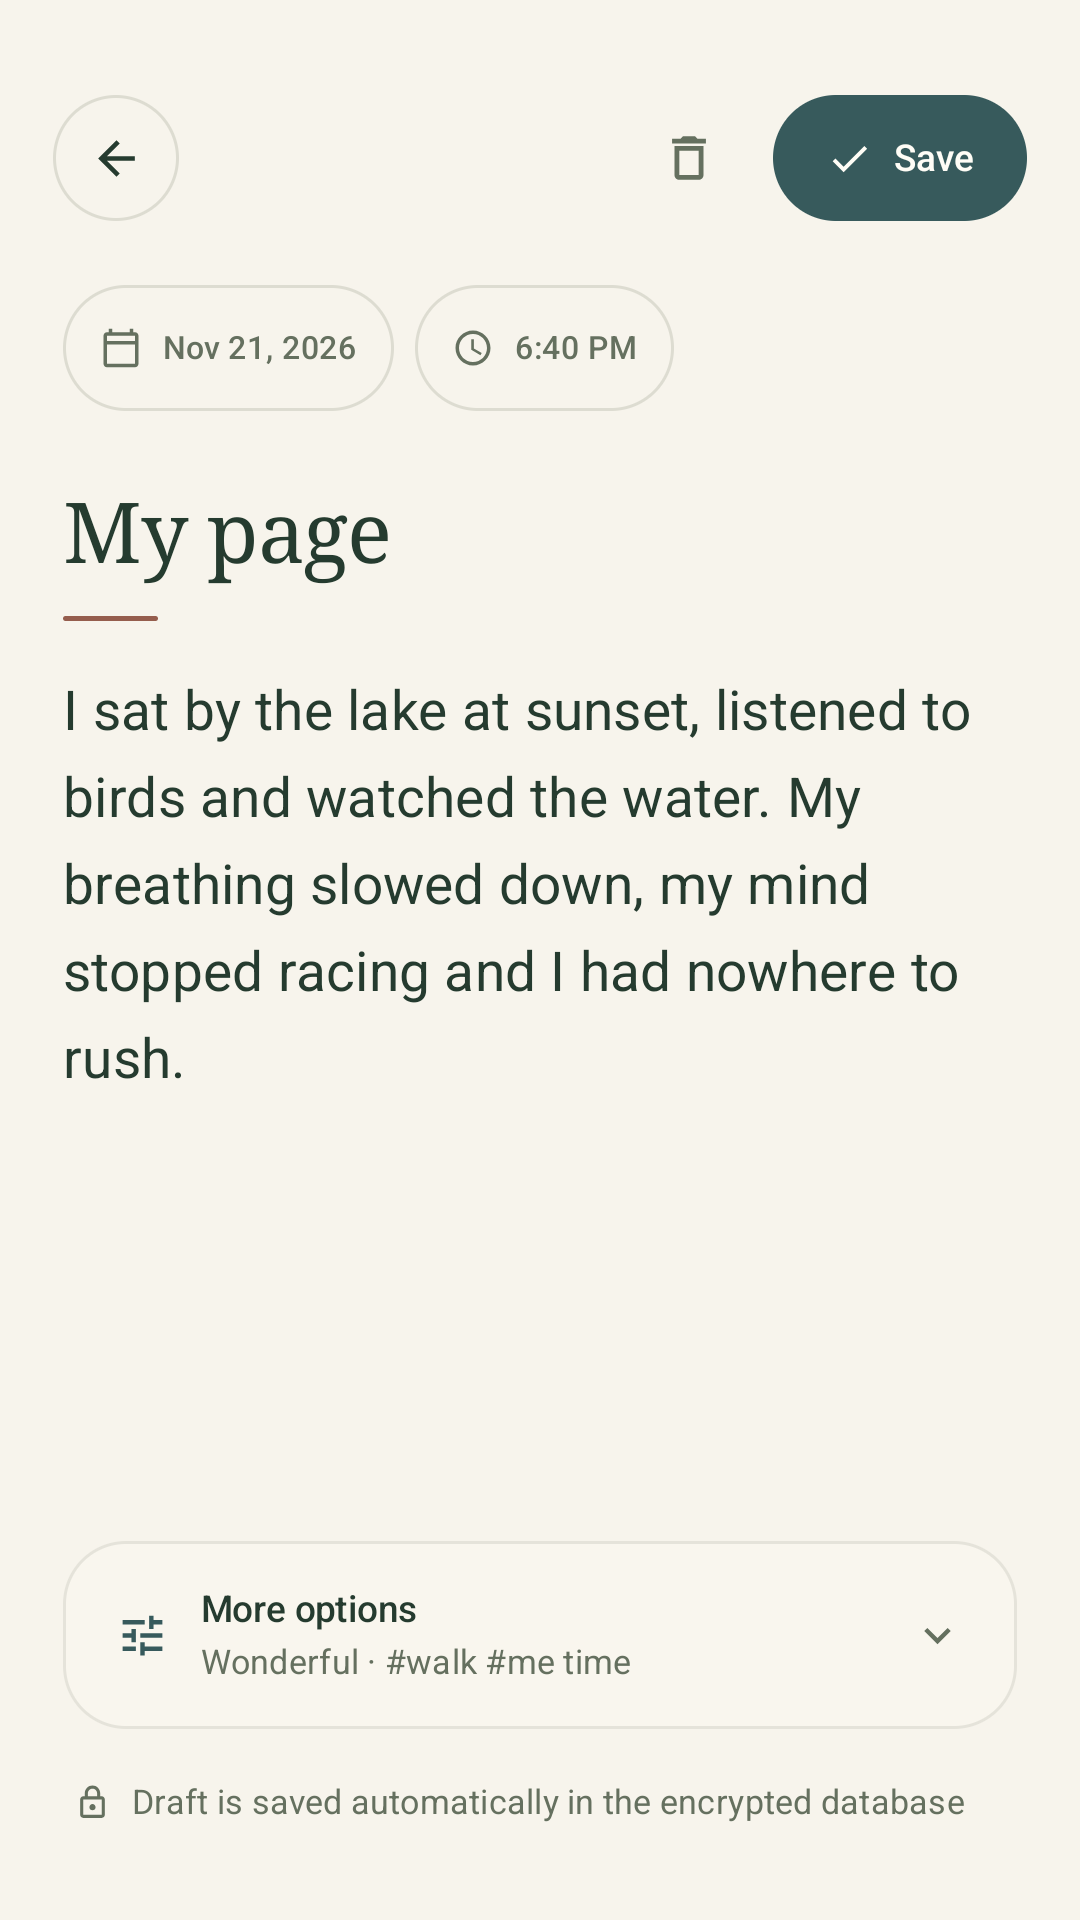 Save
Nov 21, 2026
6:40 PM
My page
I sat by the lake at sunset, listened to
birds and watched the water. My
breathing slowed down, my mind
stopped racing and I had nowhere to
rush.
More options
Wonderful · #walk #me time
Draft is saved automatically in the encrypted database